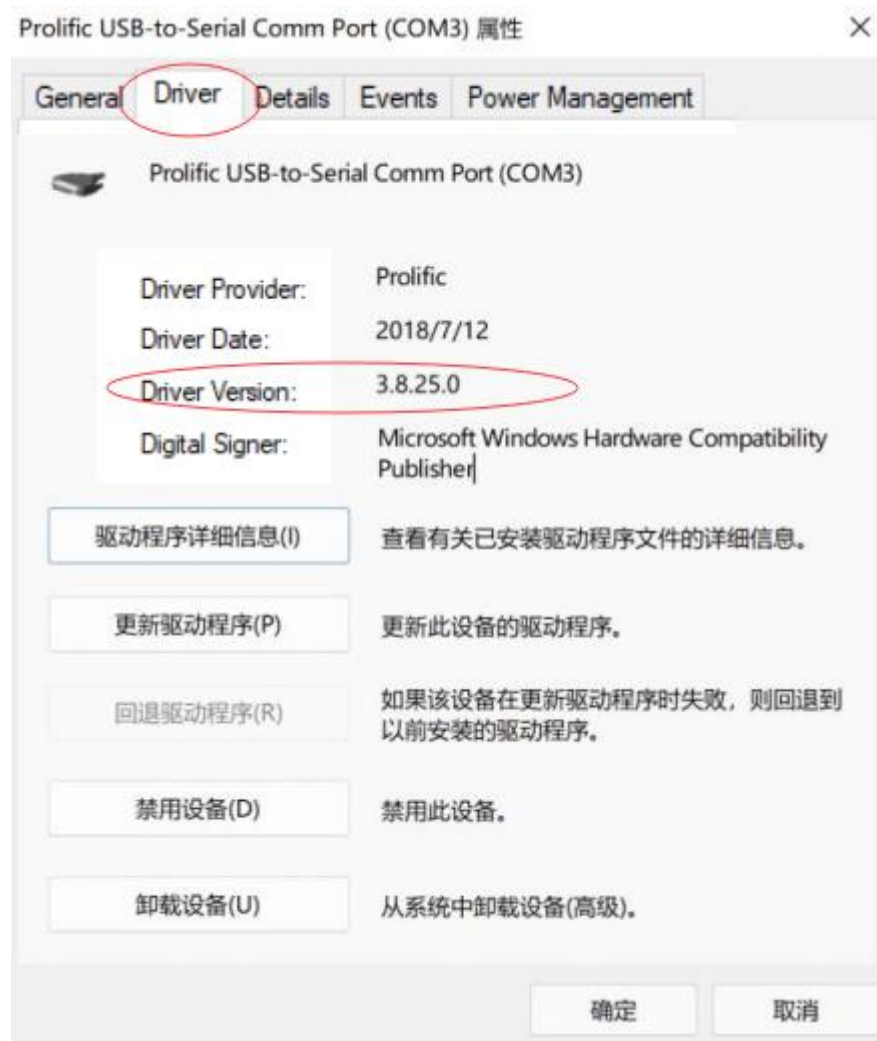 Prolific USB-to-Serial Comm Port (COM3) 属性
General Driver Details Events Power Management
Prolific USB-to-Serial Comm Port (COM3)
Driver Provider: Prolific
Driver Date: 2018/7/12
Driver Version: 3.8.25.0
Digital Signer: Microsoft Windows Hardware Compatibility
Publisher
驱动程序详细信息(I) 查看有关已安装驱动程序文件的详细信息。
更新驱动程序(P) 更新此设备的驱动程序。
回退驱动程序(R) 如果该设备在更新驱动程序时失败，则回退到
以前安装的驱动程序。
禁用设备(D) 禁用此设备。
卸载设备(U) 从系统中卸载设备(高级)。
确定 取消